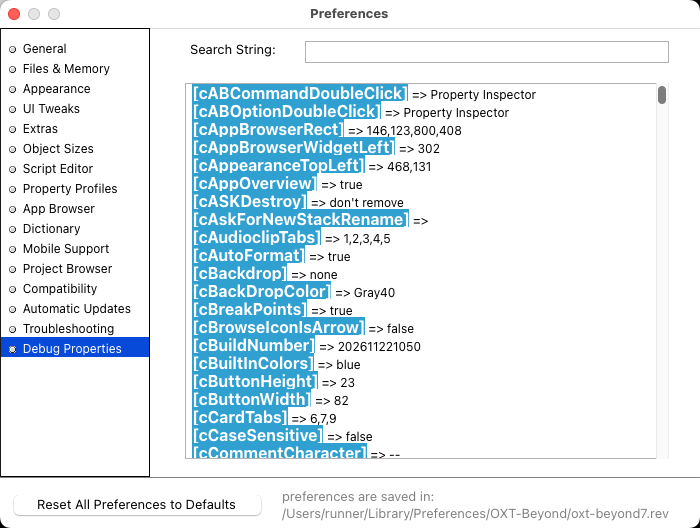 Preferences
General
Files & Memory
Appearance
UI Tweaks
Extras
Object Sizes
Script Editor
Property Profiles
App Browser
Dictionary
Mobile Support
Project Browser
Compatibility
Automatic Updates
Troubleshooting
Debug Properties
Search String:
[cABCommandDoubleClick] => Property Inspector
[cABOptionDoubleClick] => Property Inspector
[cAppBrowserRect] => 146,123,800,408
[cAppBrowserWidgetLeft] => 302
[cAppearanceTopLeft] => 468,131
[cAppOverview] => true
[cASKDestroy] => don't remove
[cAskForNewStackRename] =>
[cAudioclipTabs] => 1,2,3,4,5
[cAutoFormat] => true
[cBackdrop] => none
[cBackDropColor] => Gray40
[cBreakPoints] => true
[cBrowseIconIsArrow] => false
[cBuildNumber] => 202611221050
[cBuiltInColors] => blue
[cButtonHeight] => 23
[cButtonWidth] => 82
[cCardTabs] => 6,7,9
[cCaseSensitive] => false
[cCommentCharacter] => --
Reset All Preferences to Defaults
preferences are saved in:
/Users/runner/Library/Preferences/OXT-Beyond/oxt-beyond7.rev